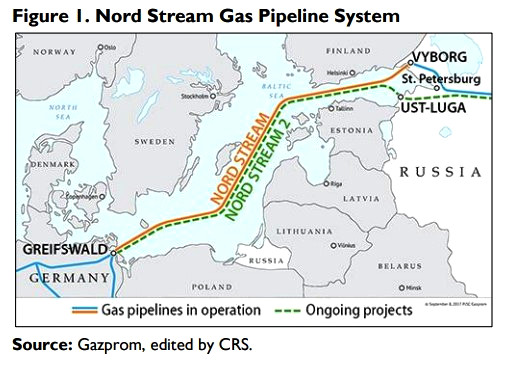 Figure 1. Nord Stream Gas Pipeline System
NORWAY
Oslo
FINLAND
VYBORG
Helsinki
St. Petersburg
Stockholm
BALTIC
SEA
NORTH
SEA
Tallinn
UST-LUGA
SWEDEN
ESTONIA
NORD STREAM
NORD STREAM 2
RUSSIA
DENMARK
Copenhagen
Riga
LATVIA
LITHUANIA
GREIFSWALD
Vilnius
RUSSIA
GERMANY
BELARUS
POLAND
Minsk
Gas pipelines in operation
Ongoing projects
Source: Gazprom, edited by CRS.